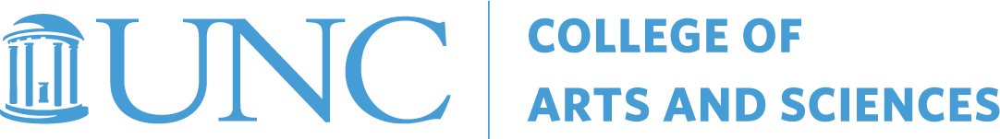 UNC
COLLEGE OF
ARTS AND SCIENCES